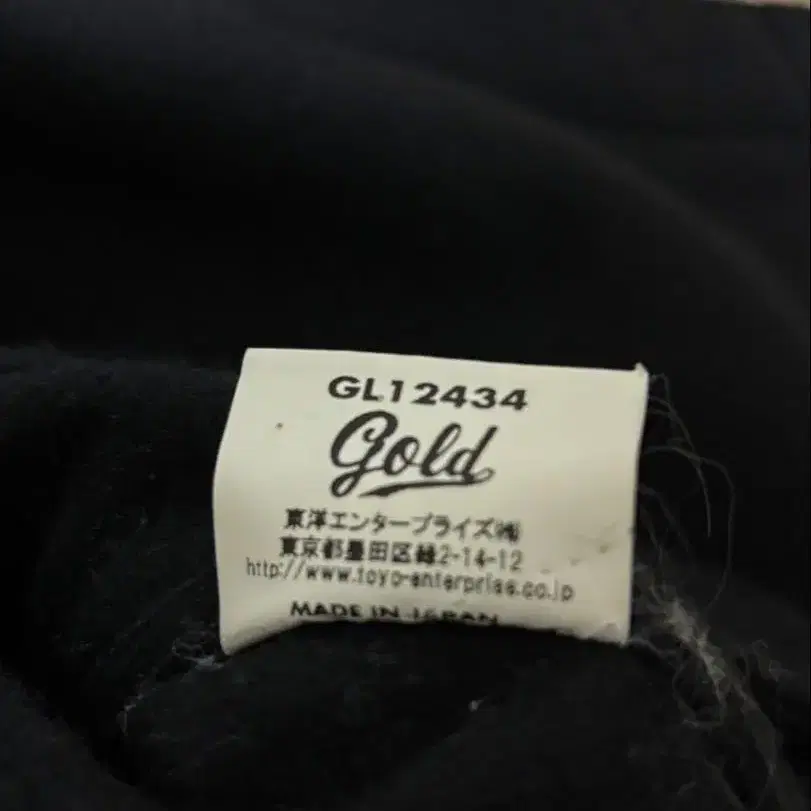 GL12434
Gold
東洋エンタープライズ㈱
東京都墨田区緑2-14-12
http://www.toyo-enterprise.co.jp
MADE IN JAPAN